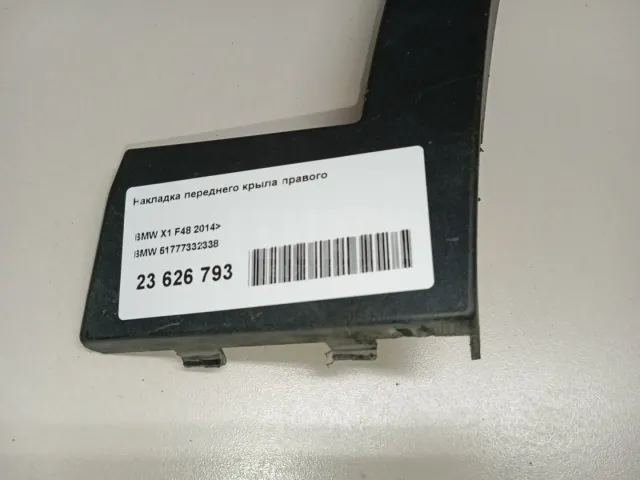 Накладка переднего крыла правого
BMW X1 F48 2014>
BMW 51777332338
23 626 793